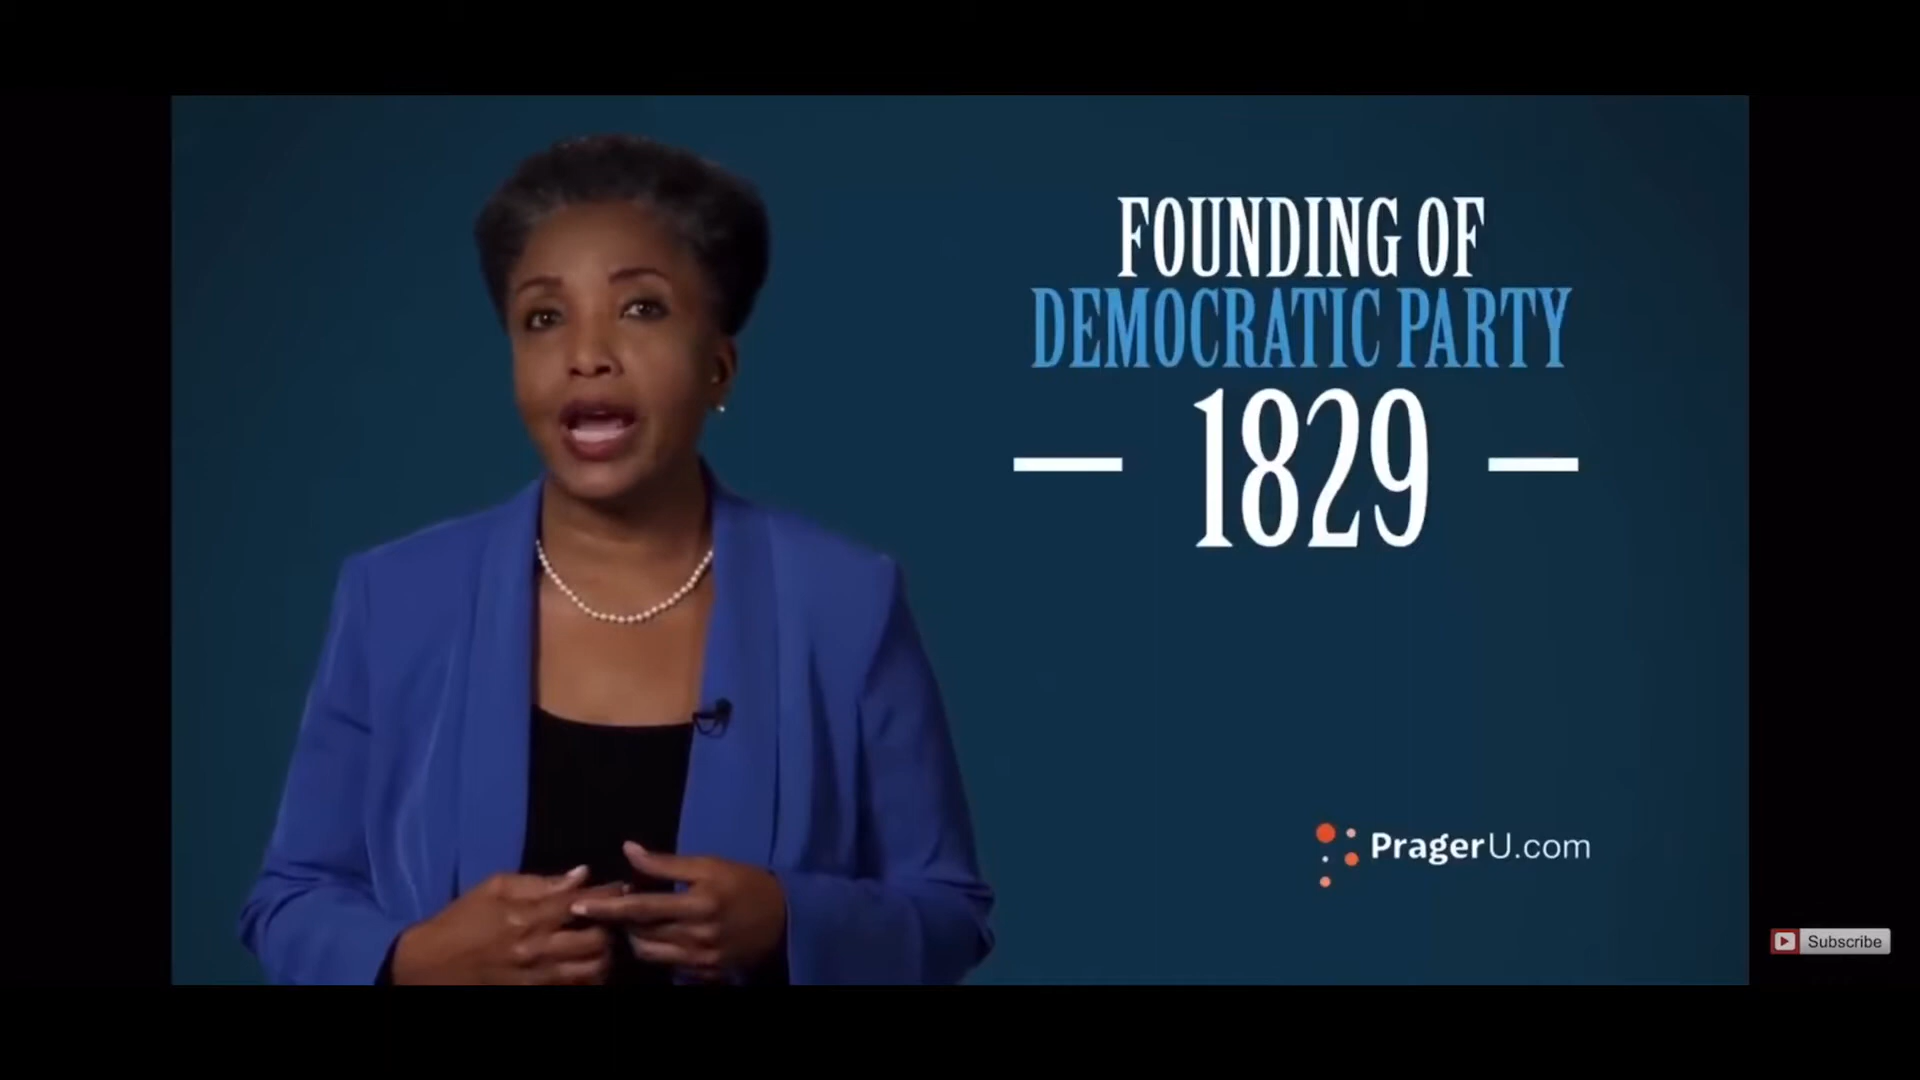 FOUNDING OF
DEMOCRATIC PARTY
1829
PragerU.com
Subscribe